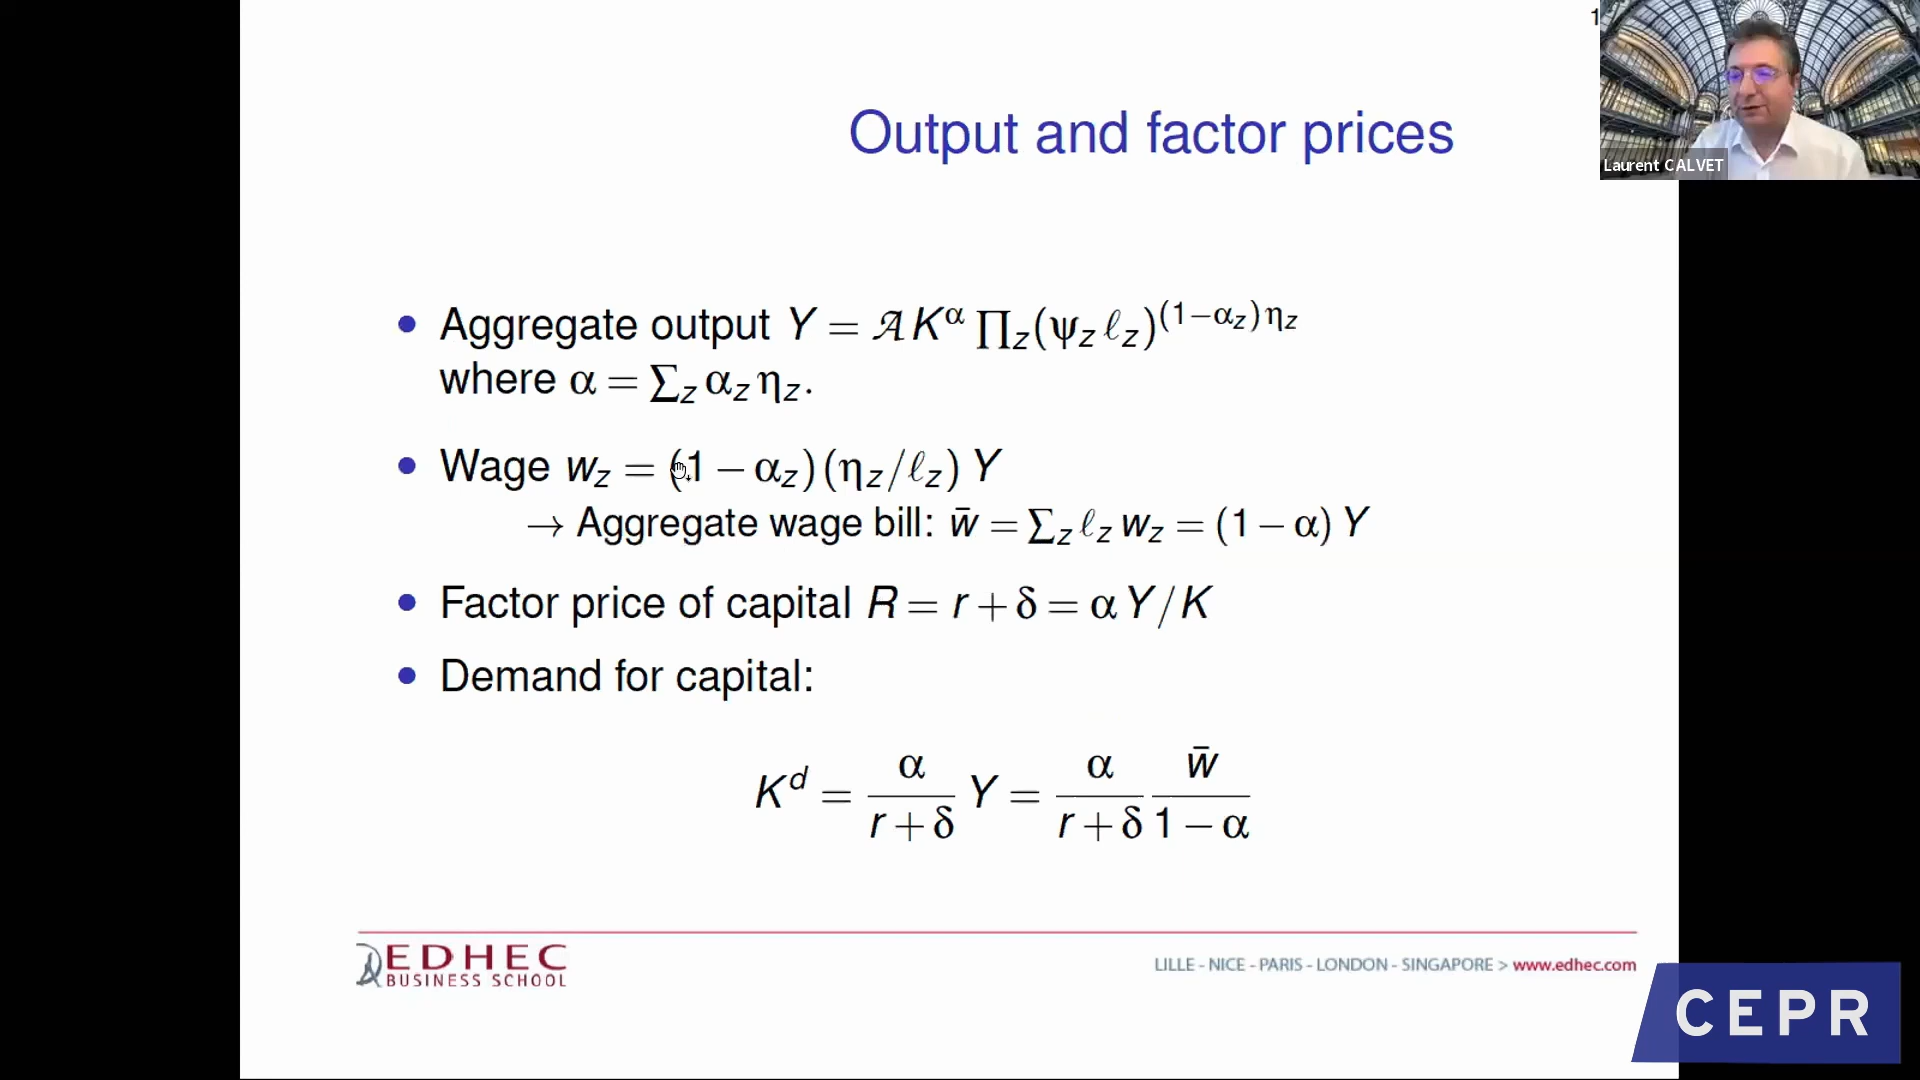 1
Laurent CALVET
Output and factor prices
• Aggregate output Y = 𝒜 K^α ∏_z(ψ_z ℓ_z)^(1−α_z)η_z
where α = ∑_z α_z η_z.
• Wage w_z = (1 − α_z)(η_z/ℓ_z) Y
→ Aggregate wage bill: w̄ = ∑_z ℓ_z w_z = (1 − α) Y
• Factor price of capital R = r + δ = α Y/K
• Demand for capital:
K^d = α/(r + δ) Y = α/(r + δ) w̄/(1 − α)
EDHEC
BUSINESS SCHOOL
LILLE - NICE - PARIS - LONDON - SINGAPORE > www.edhec.com
CEPR